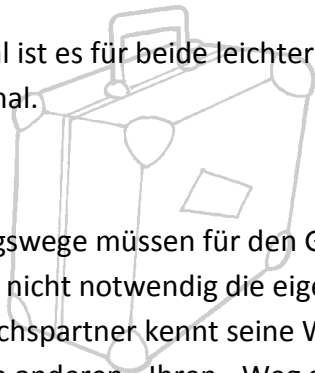 l ist es für beide leichter
nal.
gswege müssen für den G
nicht notwendig die eige
chspartner kennt seine W
anderen - Ihren - Weg